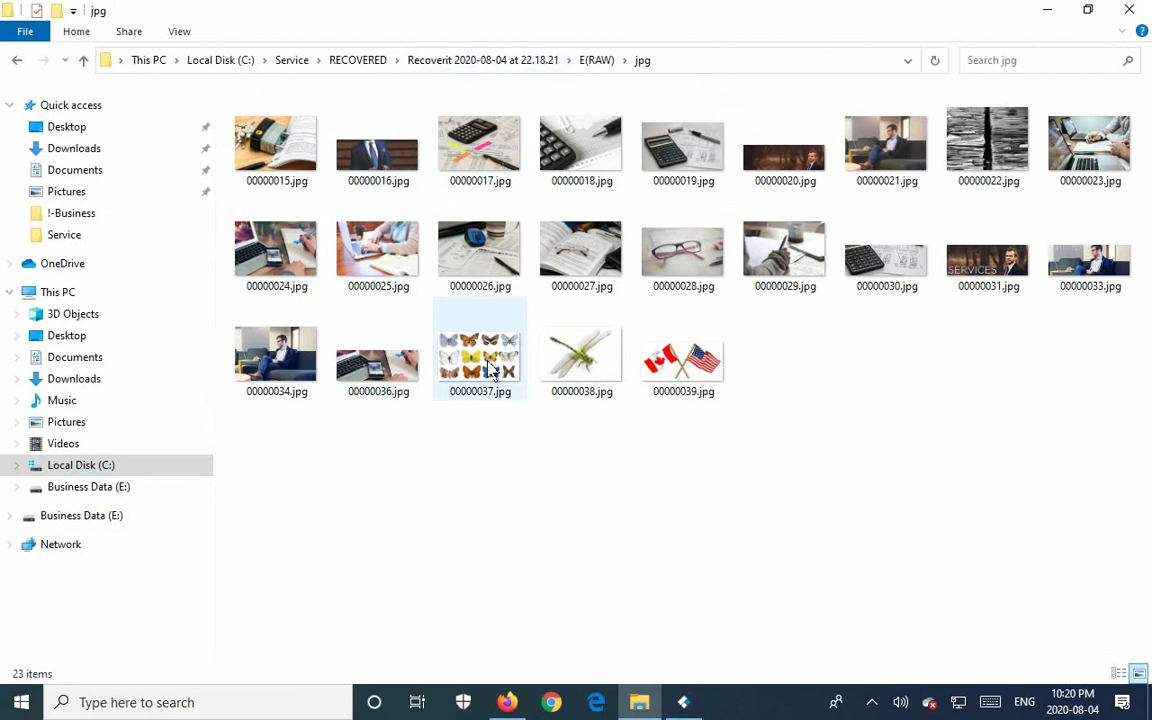 jpg
File Home Share View
This PC Local Disk (C:) Service RECOVERED Recoverit 2020-08-04 at 22.18.21 E(RAW) jpg
Search jpg
Quick access
Desktop
Downloads
Documents
Pictures
!-Business
Service
OneDrive
This PC
3D Objects
Desktop
Documents
Downloads
Music
Pictures
Videos
Local Disk (C:)
Business Data (E:)
Business Data (E:)
Network
00000015.jpg 00000016.jpg 00000017.jpg 00000018.jpg 00000019.jpg 00000020.jpg 00000021.jpg 00000022.jpg 00000023.jpg
SERVICES
00000024.jpg 00000025.jpg 00000026.jpg 00000027.jpg 00000028.jpg 00000029.jpg 00000030.jpg 00000031.jpg 00000033.jpg
00000034.jpg 00000036.jpg 00000037.jpg 00000038.jpg 00000039.jpg
23 items
Type here to search
ENG
10:20 PM
2020-08-04